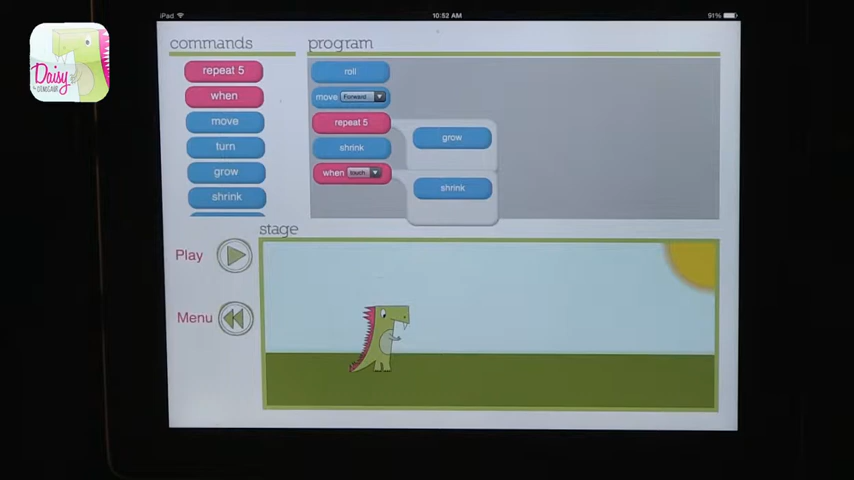 iPad
10:52 AM
91%
Daisy
commands
program
repeat 5
when
move
turn
grow
shrink
roll
move Forward
repeat 5
grow
shrink
when touch
shrink
stage
Play
Menu